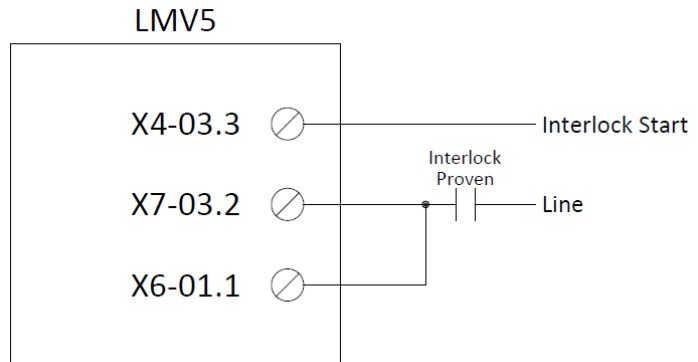 LMV5
X4-03.3
Interlock Start
Interlock
Proven
X7-03.2
Line
X6-01.1